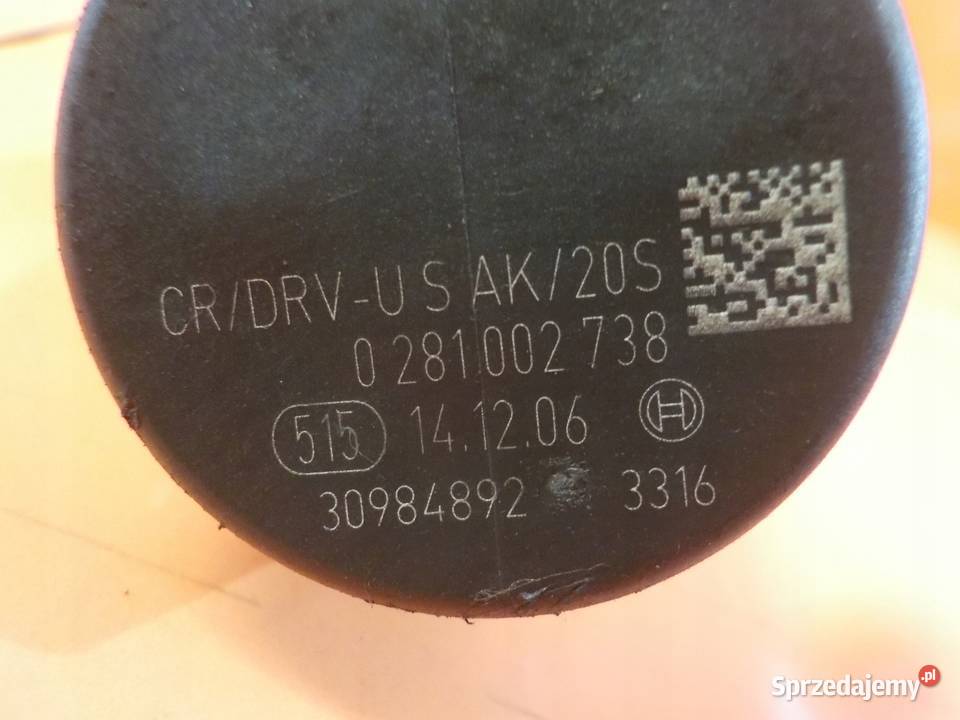 CR/DRV-U S AK/20S
0 281 002 738
515 14.12.06
30984892 3316
Sprzedajemy.pl